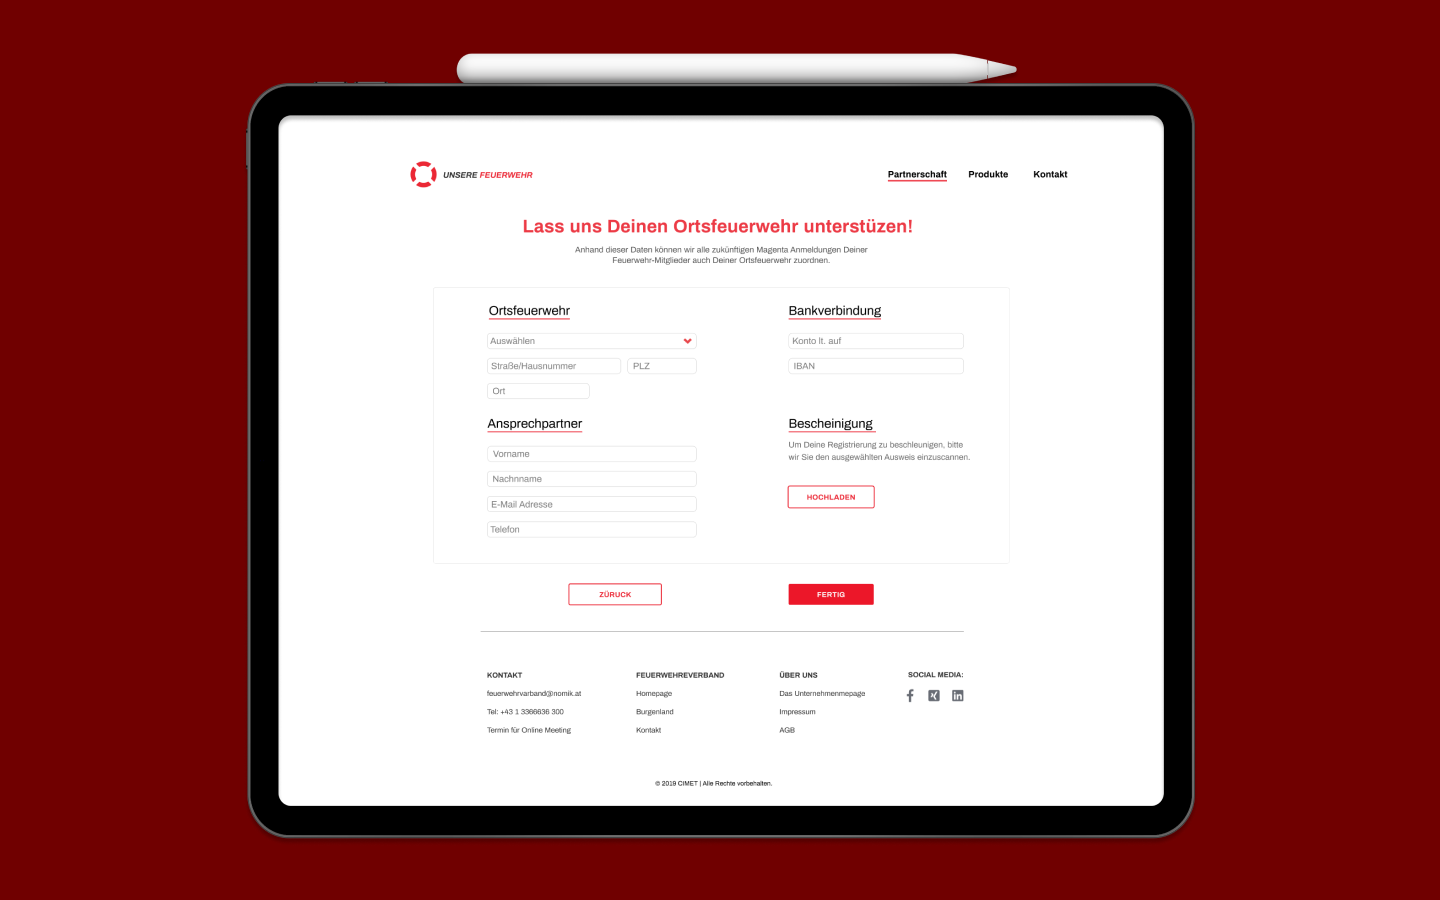 UNSERE FEUERWEHR
Partnerschaft
Produkte
Kontakt
Lass uns Deinen Ortsfeuerwehr unterstüzen!
Anhand dieser Daten können wir alle zukünftigen Magenta Anmeldungen Deiner
Feuerwehr-Mitglieder auch Deiner Ortsfeuerwehr zuordnen.
Ortsfeuerwehr
Auswählen
Straße/Hausnummer
PLZ
Ort
Bankverbindung
Konto lt. auf
IBAN
Ansprechpartner
Vorname
Nachnname
E-Mail Adresse
Telefon
Bescheinigung
Um Deine Registrierung zu beschleunigen, bitte
wir Sie den ausgewählten Ausweis einzuscannen.
HOCHLADEN
ZÜRUCK
FERTIG
KONTAKT
feuerwehrvarband@nomik.at
Tel: +43 1 3366636 300
Termin für Online Meeting
FEUERWEHREVERBAND
Homepage
Burgenland
Kontakt
ÜBER UNS
Das Unternehmenmepage
Impressum
AGB
SOCIAL MEDIA:
© 2019 CIMET | Alle Rechte vorbehalten.